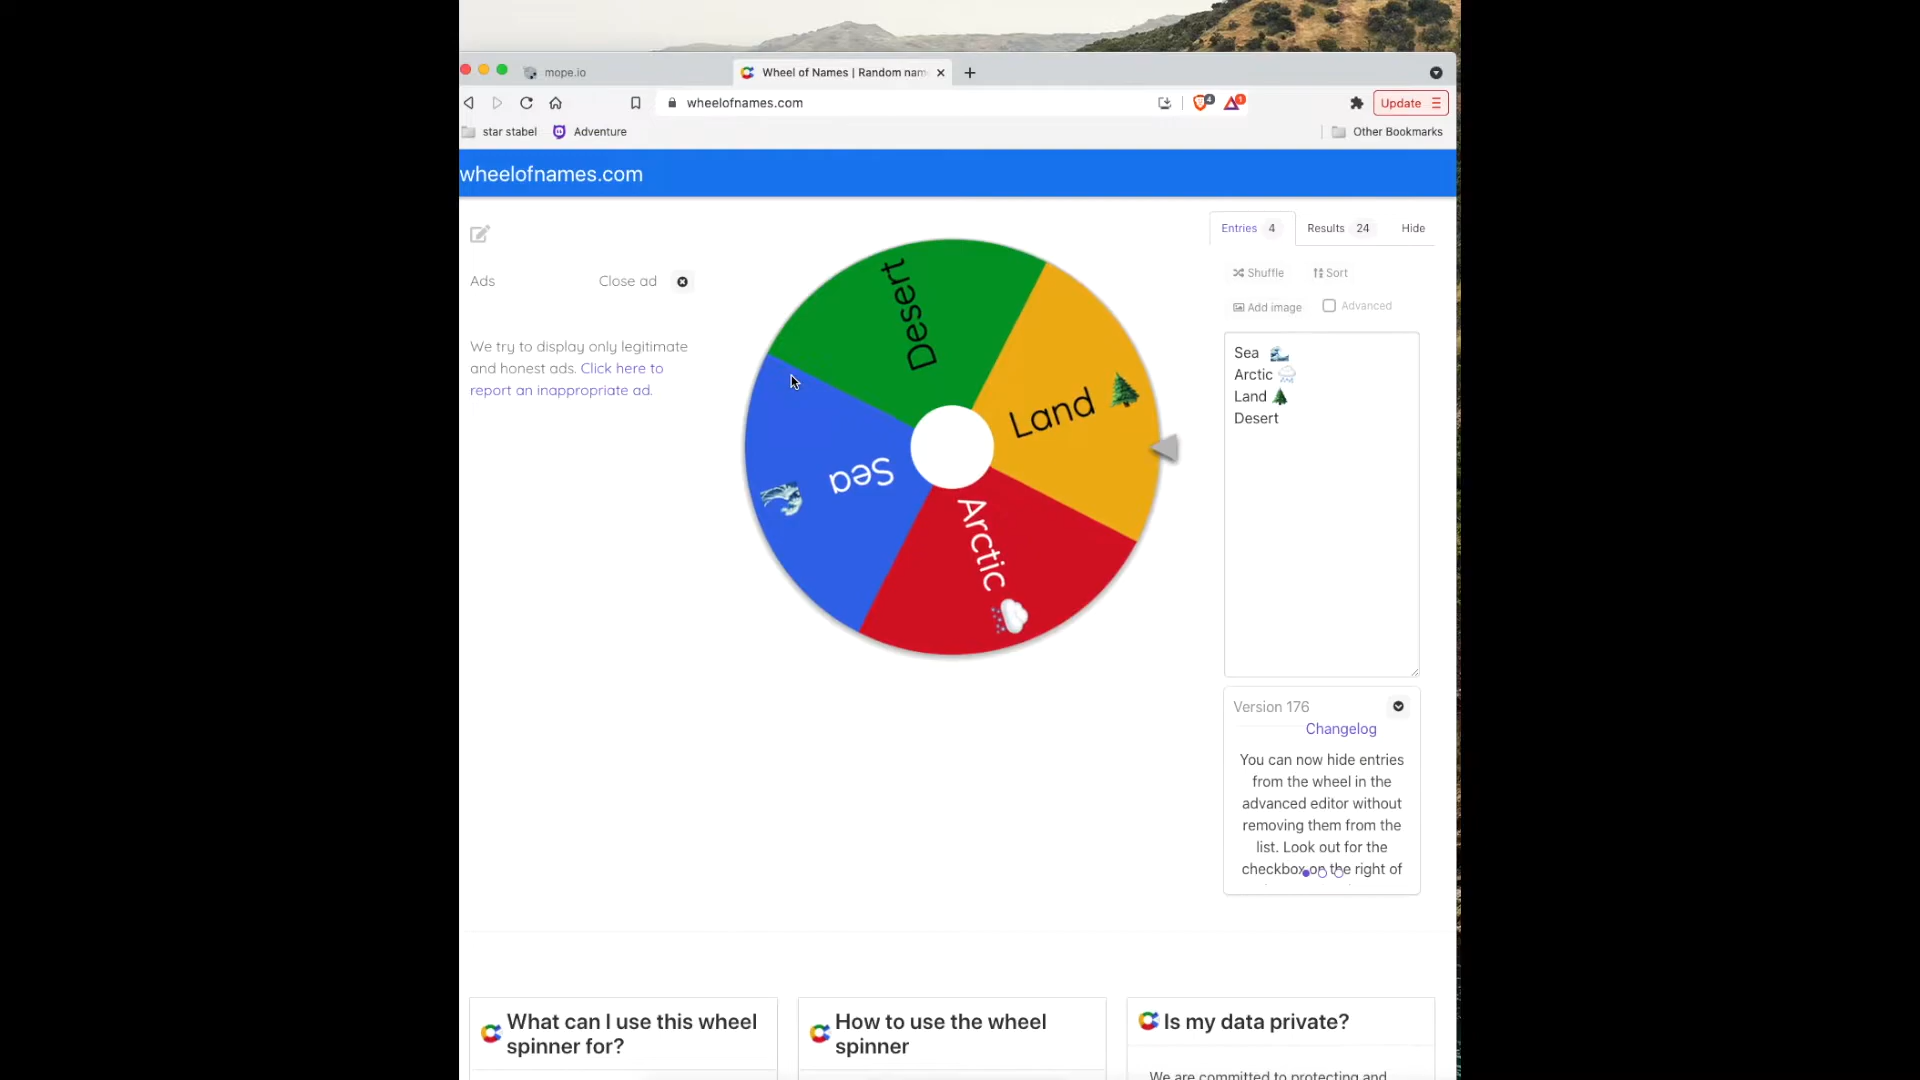 mope.io
Wheel of Names | Random nam
wheelofnames.com
4
1
Update
star stabel
Adventure
Other Bookmarks
wheelofnames.com
Entries 4
Results 24
Hide
Ads
Close ad
Shuffle
Sort
Add image
Advanced
We try to display only legitimate
and honest ads. Click here to
report an inappropriate ad.
Desert
Land 🌲
Sea 🌊
Arctic 🌨
Sea 🌊
Arctic 🌨
Land 🌲
Desert
Version 176
Changelog
You can now hide entries
from the wheel in the
advanced editor without
removing them from the
list. Look out for the
checkbox on the right of
What can I use this wheel
spinner for?
How to use the wheel
spinner
Is my data private?
We are committed to protecting and